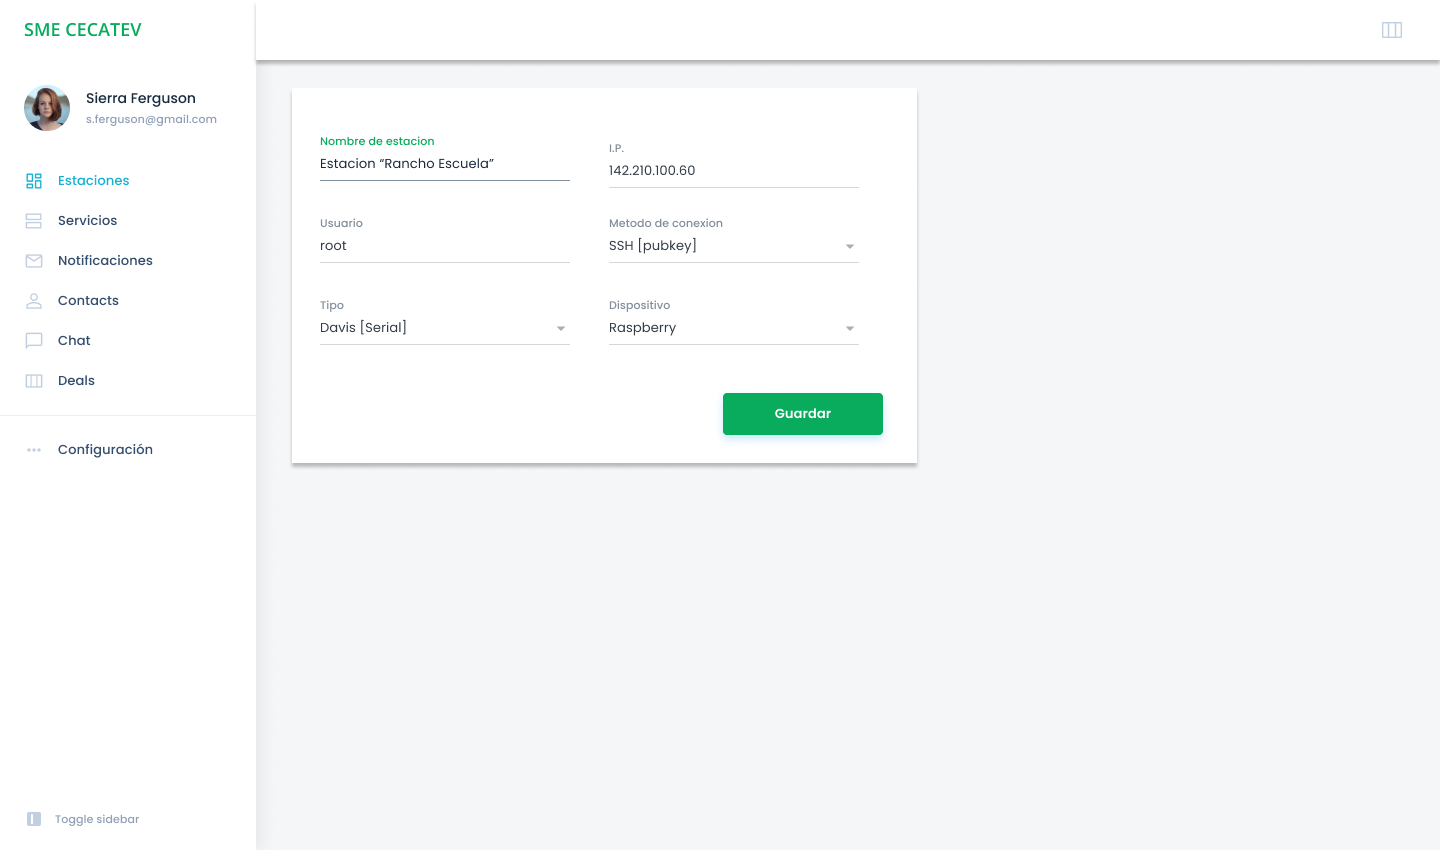 SME CECATEV
Sierra Ferguson
s.ferguson@gmail.com
Estaciones
Servicios
Notificaciones
Contacts
Chat
Deals
Configuración
Toggle sidebar
Nombre de estacion
Estacion “Rancho Escuela”
I.P.
142.210.100.60
Usuario
root
Metodo de conexion
SSH [pubkey]
Tipo
Davis [Serial]
Dispositivo
Raspberry
Guardar